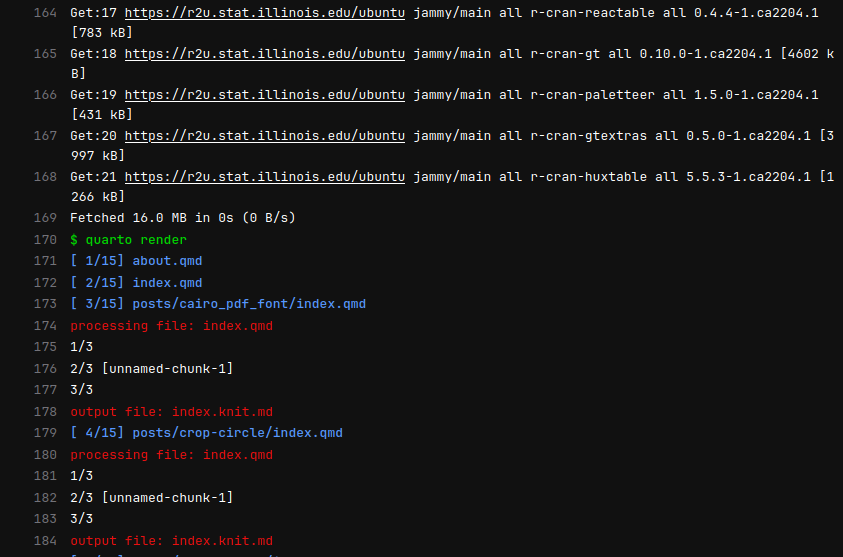 164 Get:17 https://r2u.stat.illinois.edu/ubuntu jammy/main all r-cran-reactable all 0.4.4-1.ca2204.1
[783 kB]
165 Get:18 https://r2u.stat.illinois.edu/ubuntu jammy/main all r-cran-gt all 0.10.0-1.ca2204.1 [4602 k
B]
166 Get:19 https://r2u.stat.illinois.edu/ubuntu jammy/main all r-cran-paletteer all 1.5.0-1.ca2204.1
[431 kB]
167 Get:20 https://r2u.stat.illinois.edu/ubuntu jammy/main all r-cran-gtextras all 0.5.0-1.ca2204.1 [3
997 kB]
168 Get:21 https://r2u.stat.illinois.edu/ubuntu jammy/main all r-cran-huxtable all 5.5.3-1.ca2204.1 [1
266 kB]
169 Fetched 16.0 MB in 0s (0 B/s)
170 $ quarto render
171 [ 1/15] about.qmd
172 [ 2/15] index.qmd
173 [ 3/15] posts/cairo_pdf_font/index.qmd
174 processing file: index.qmd
175 1/3
176 2/3 [unnamed-chunk-1]
177 3/3
178 output file: index.knit.md
179 [ 4/15] posts/crop-circle/index.qmd
180 processing file: index.qmd
181 1/3
182 2/3 [unnamed-chunk-1]
183 3/3
184 output file: index.knit.md